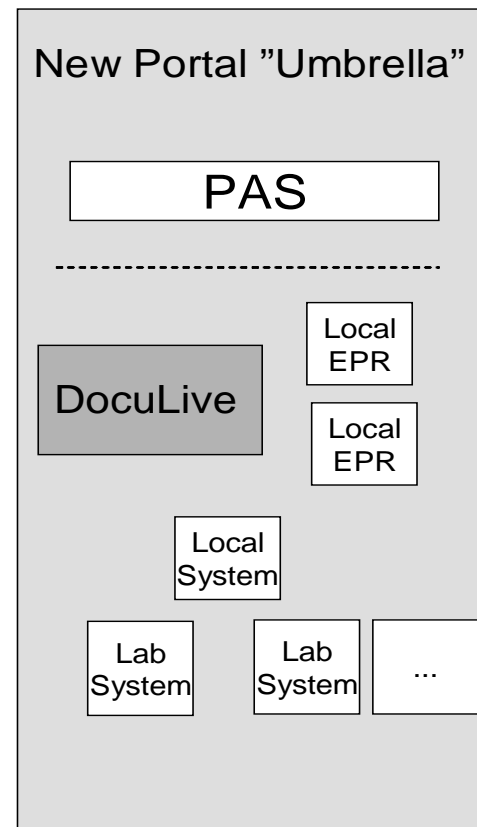 New Portal ”Umbrella”
PAS
Local
EPR
DocuLive
Local
EPR
Local
System
Lab
System
Lab
System
...